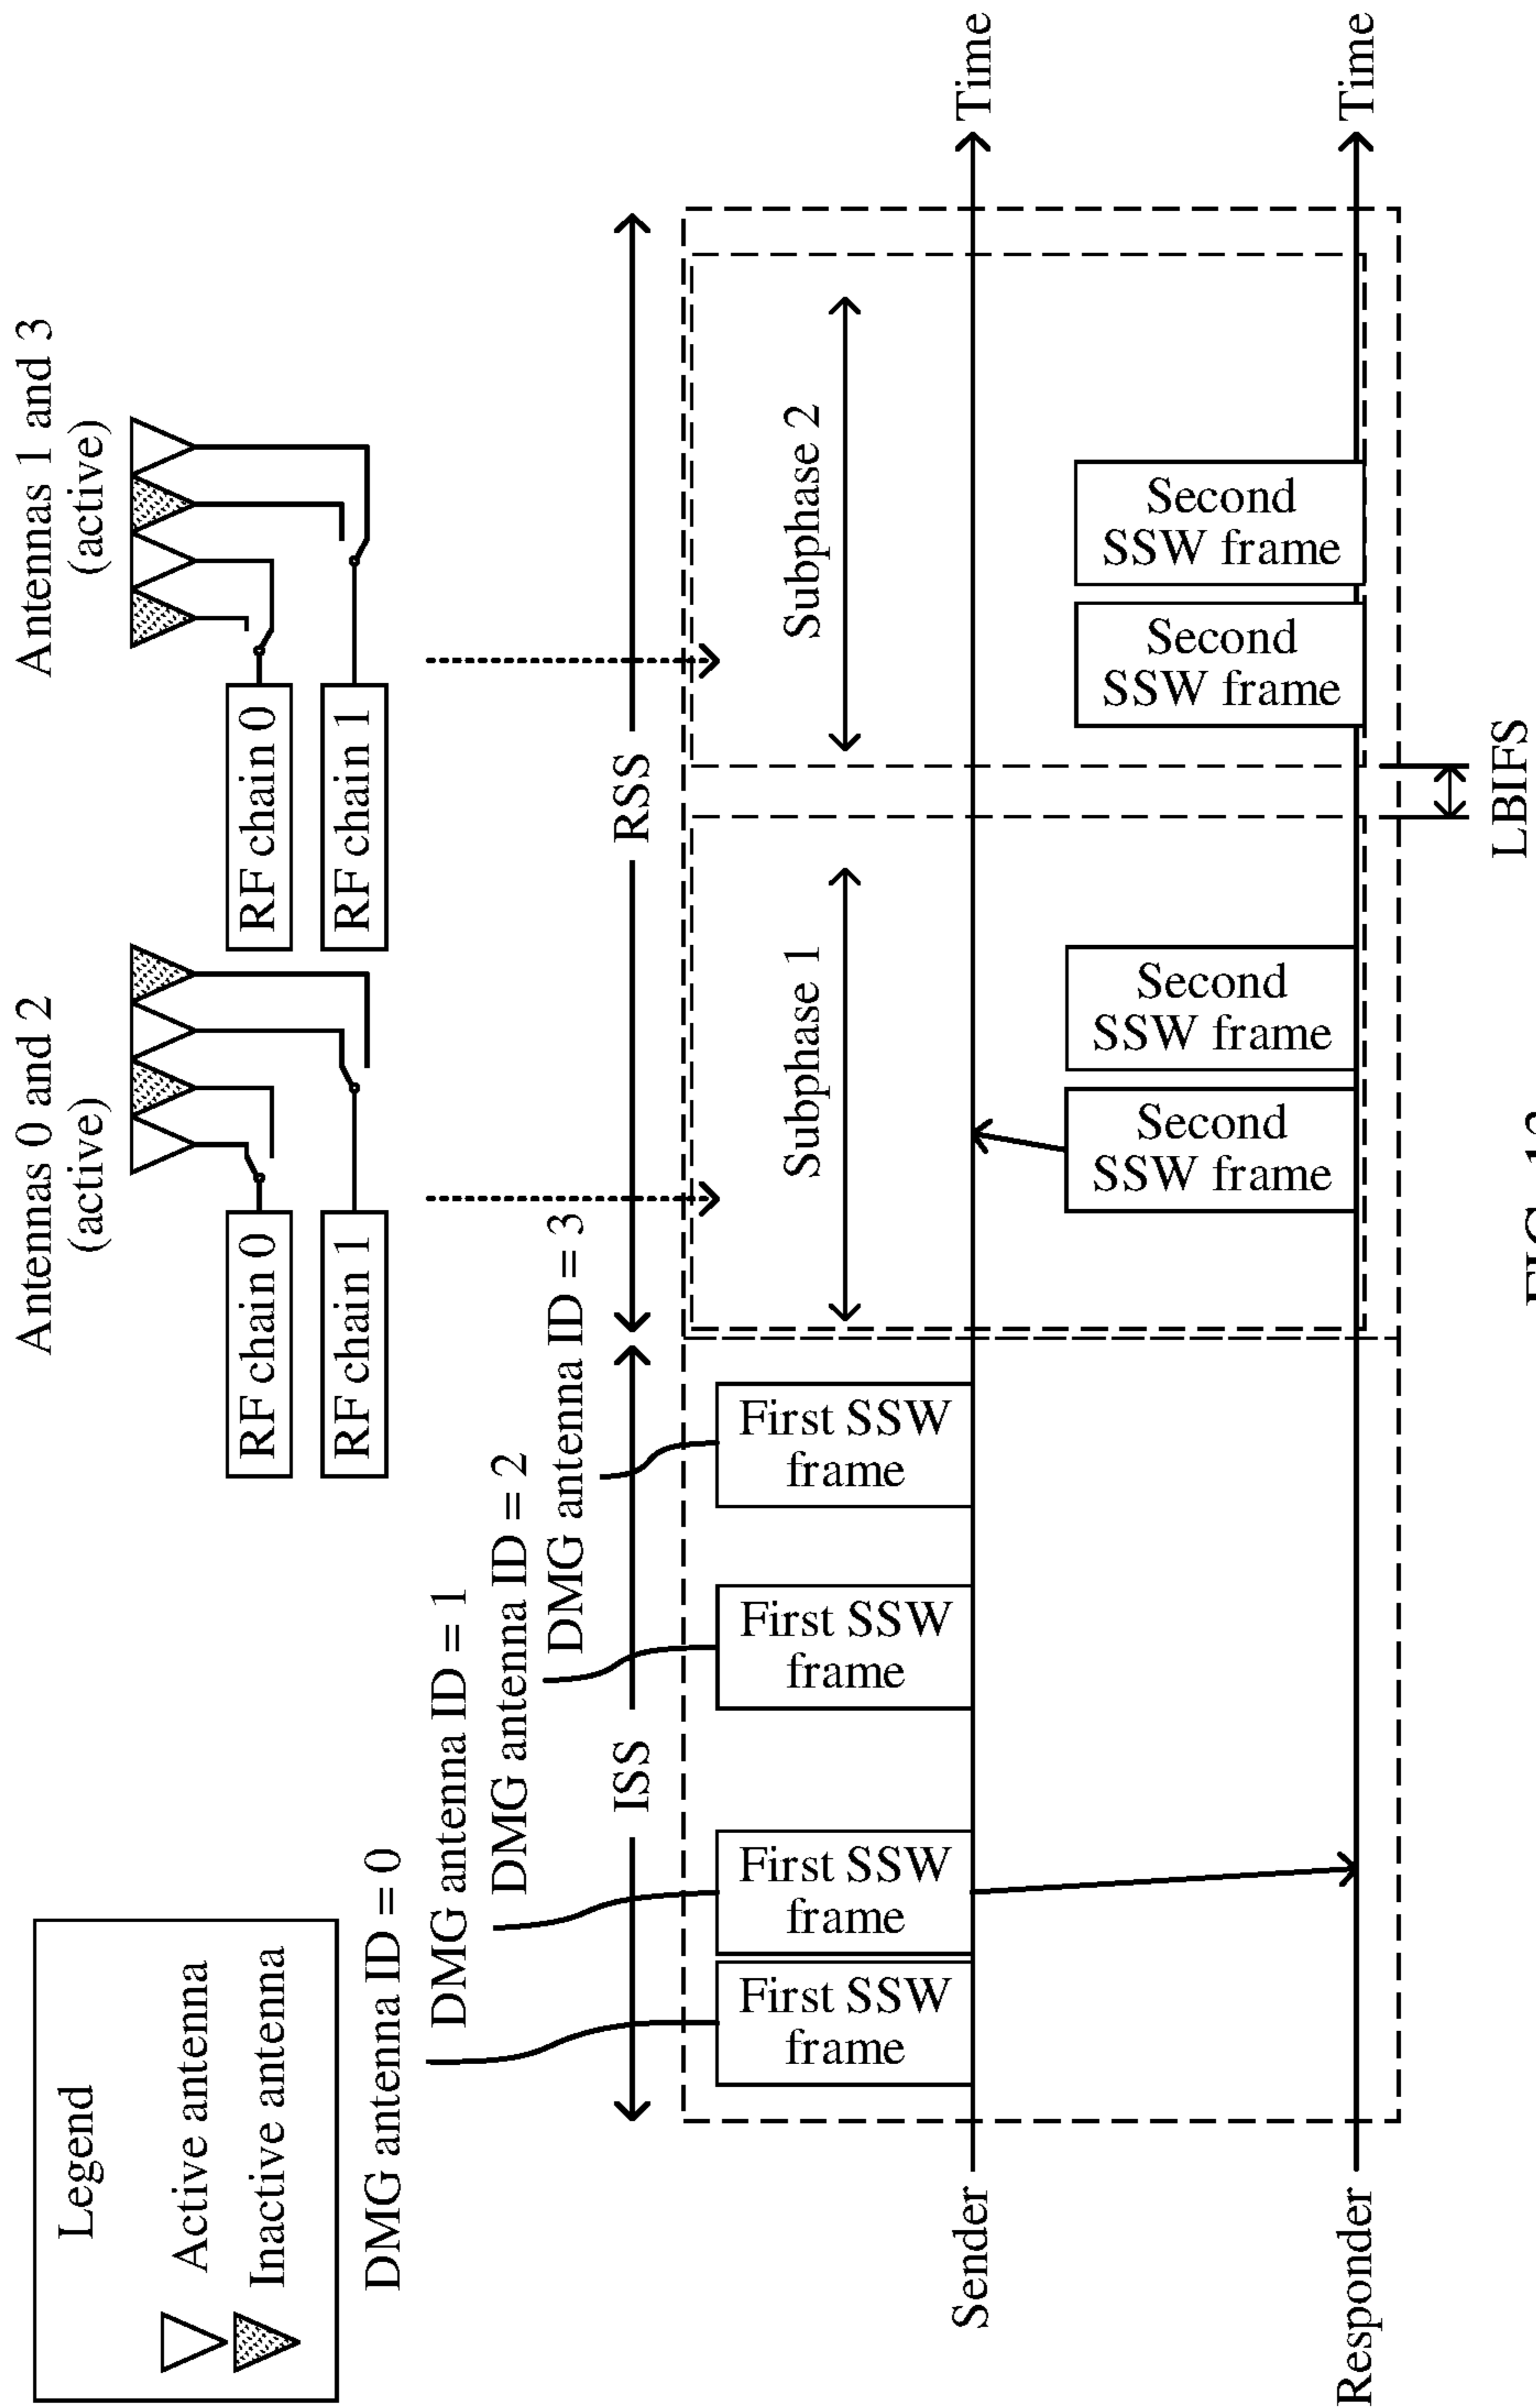 Legend
Active antenna
Inactive antenna
Antennas 0 and 2
(active)
RF chain 0
RF chain 1
Antennas 1 and 3
(active)
RF chain 0
RF chain 1
DMG antenna ID = 0
DMG antenna ID = 1
DMG antenna ID = 2
DMG antenna ID = 3
ISS
RSS
Subphase 1
Subphase 2
First SSW
frame
First SSW
frame
First SSW
frame
First SSW
frame
Sender
Time
Second
SSW frame
Second
SSW frame
Second
SSW frame
Second
SSW frame
Responder
Time
LBIFS